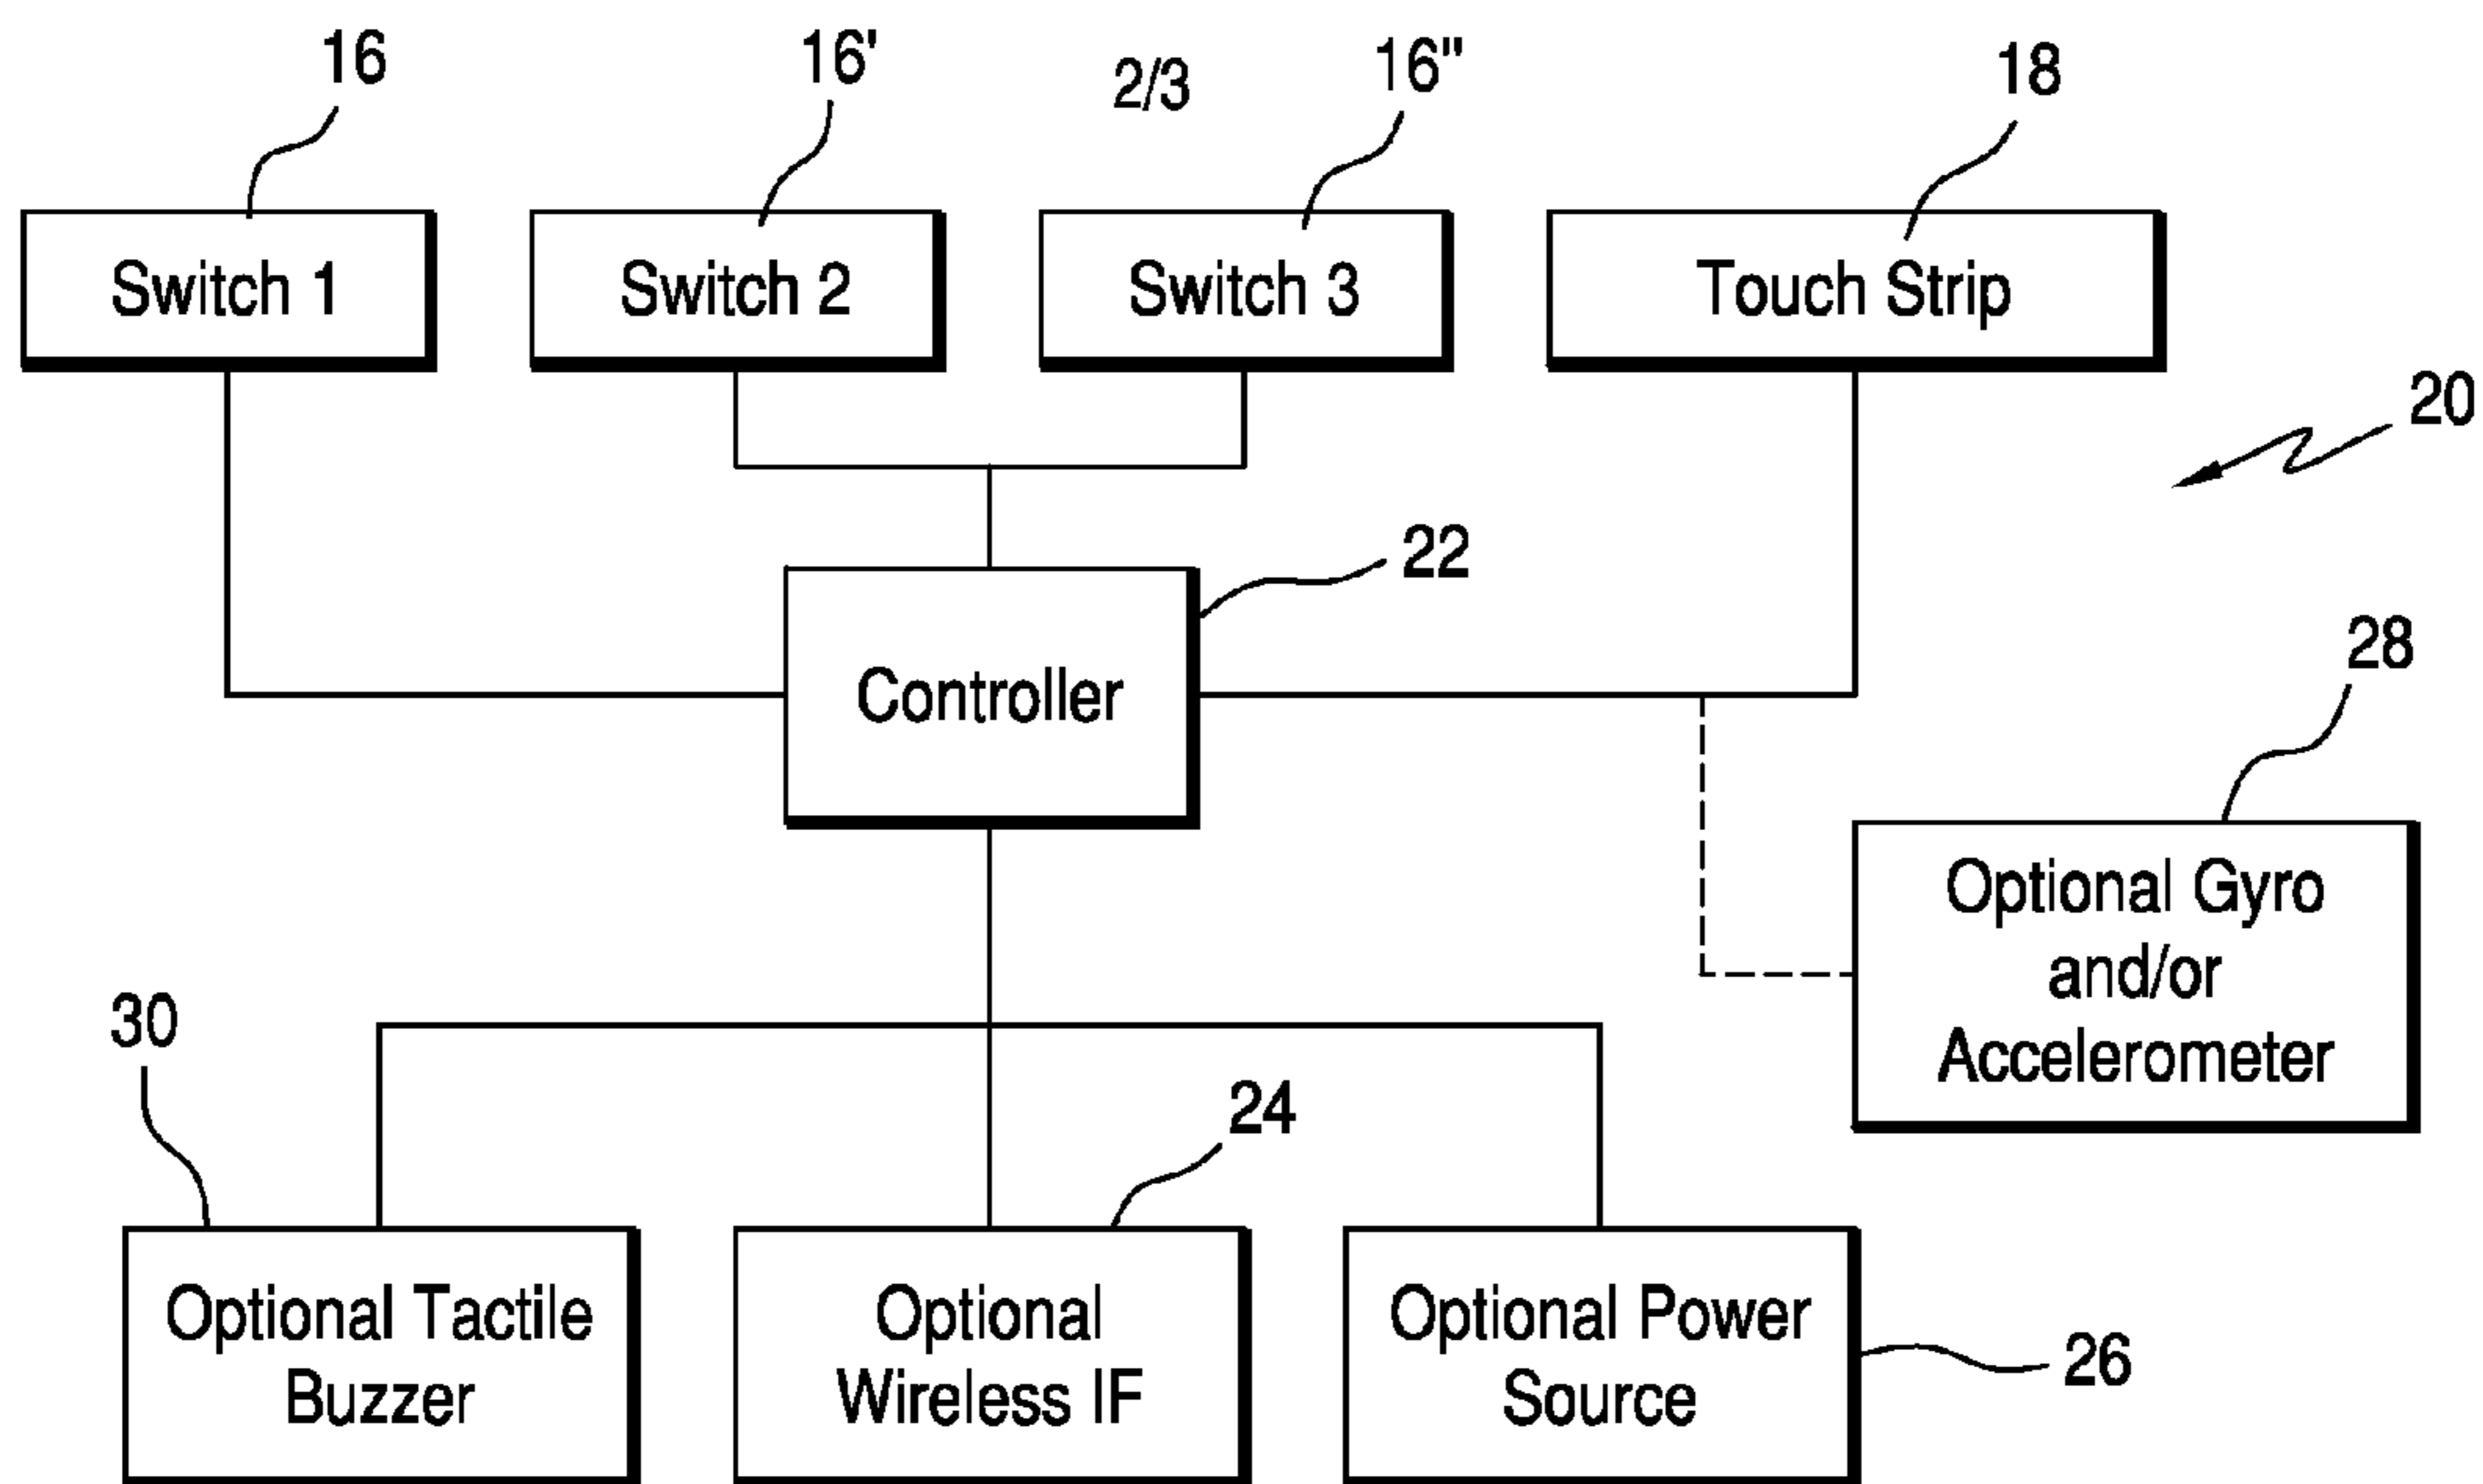 16
16'
2/3
16"
18
Switch 1
Switch 2
Switch 3
Touch Strip
20
22
Controller
28
Optional Gyro
and/or
Accelerometer
30
24
Optional Tactile
Buzzer
Optional
Wireless IF
Optional Power
Source
26